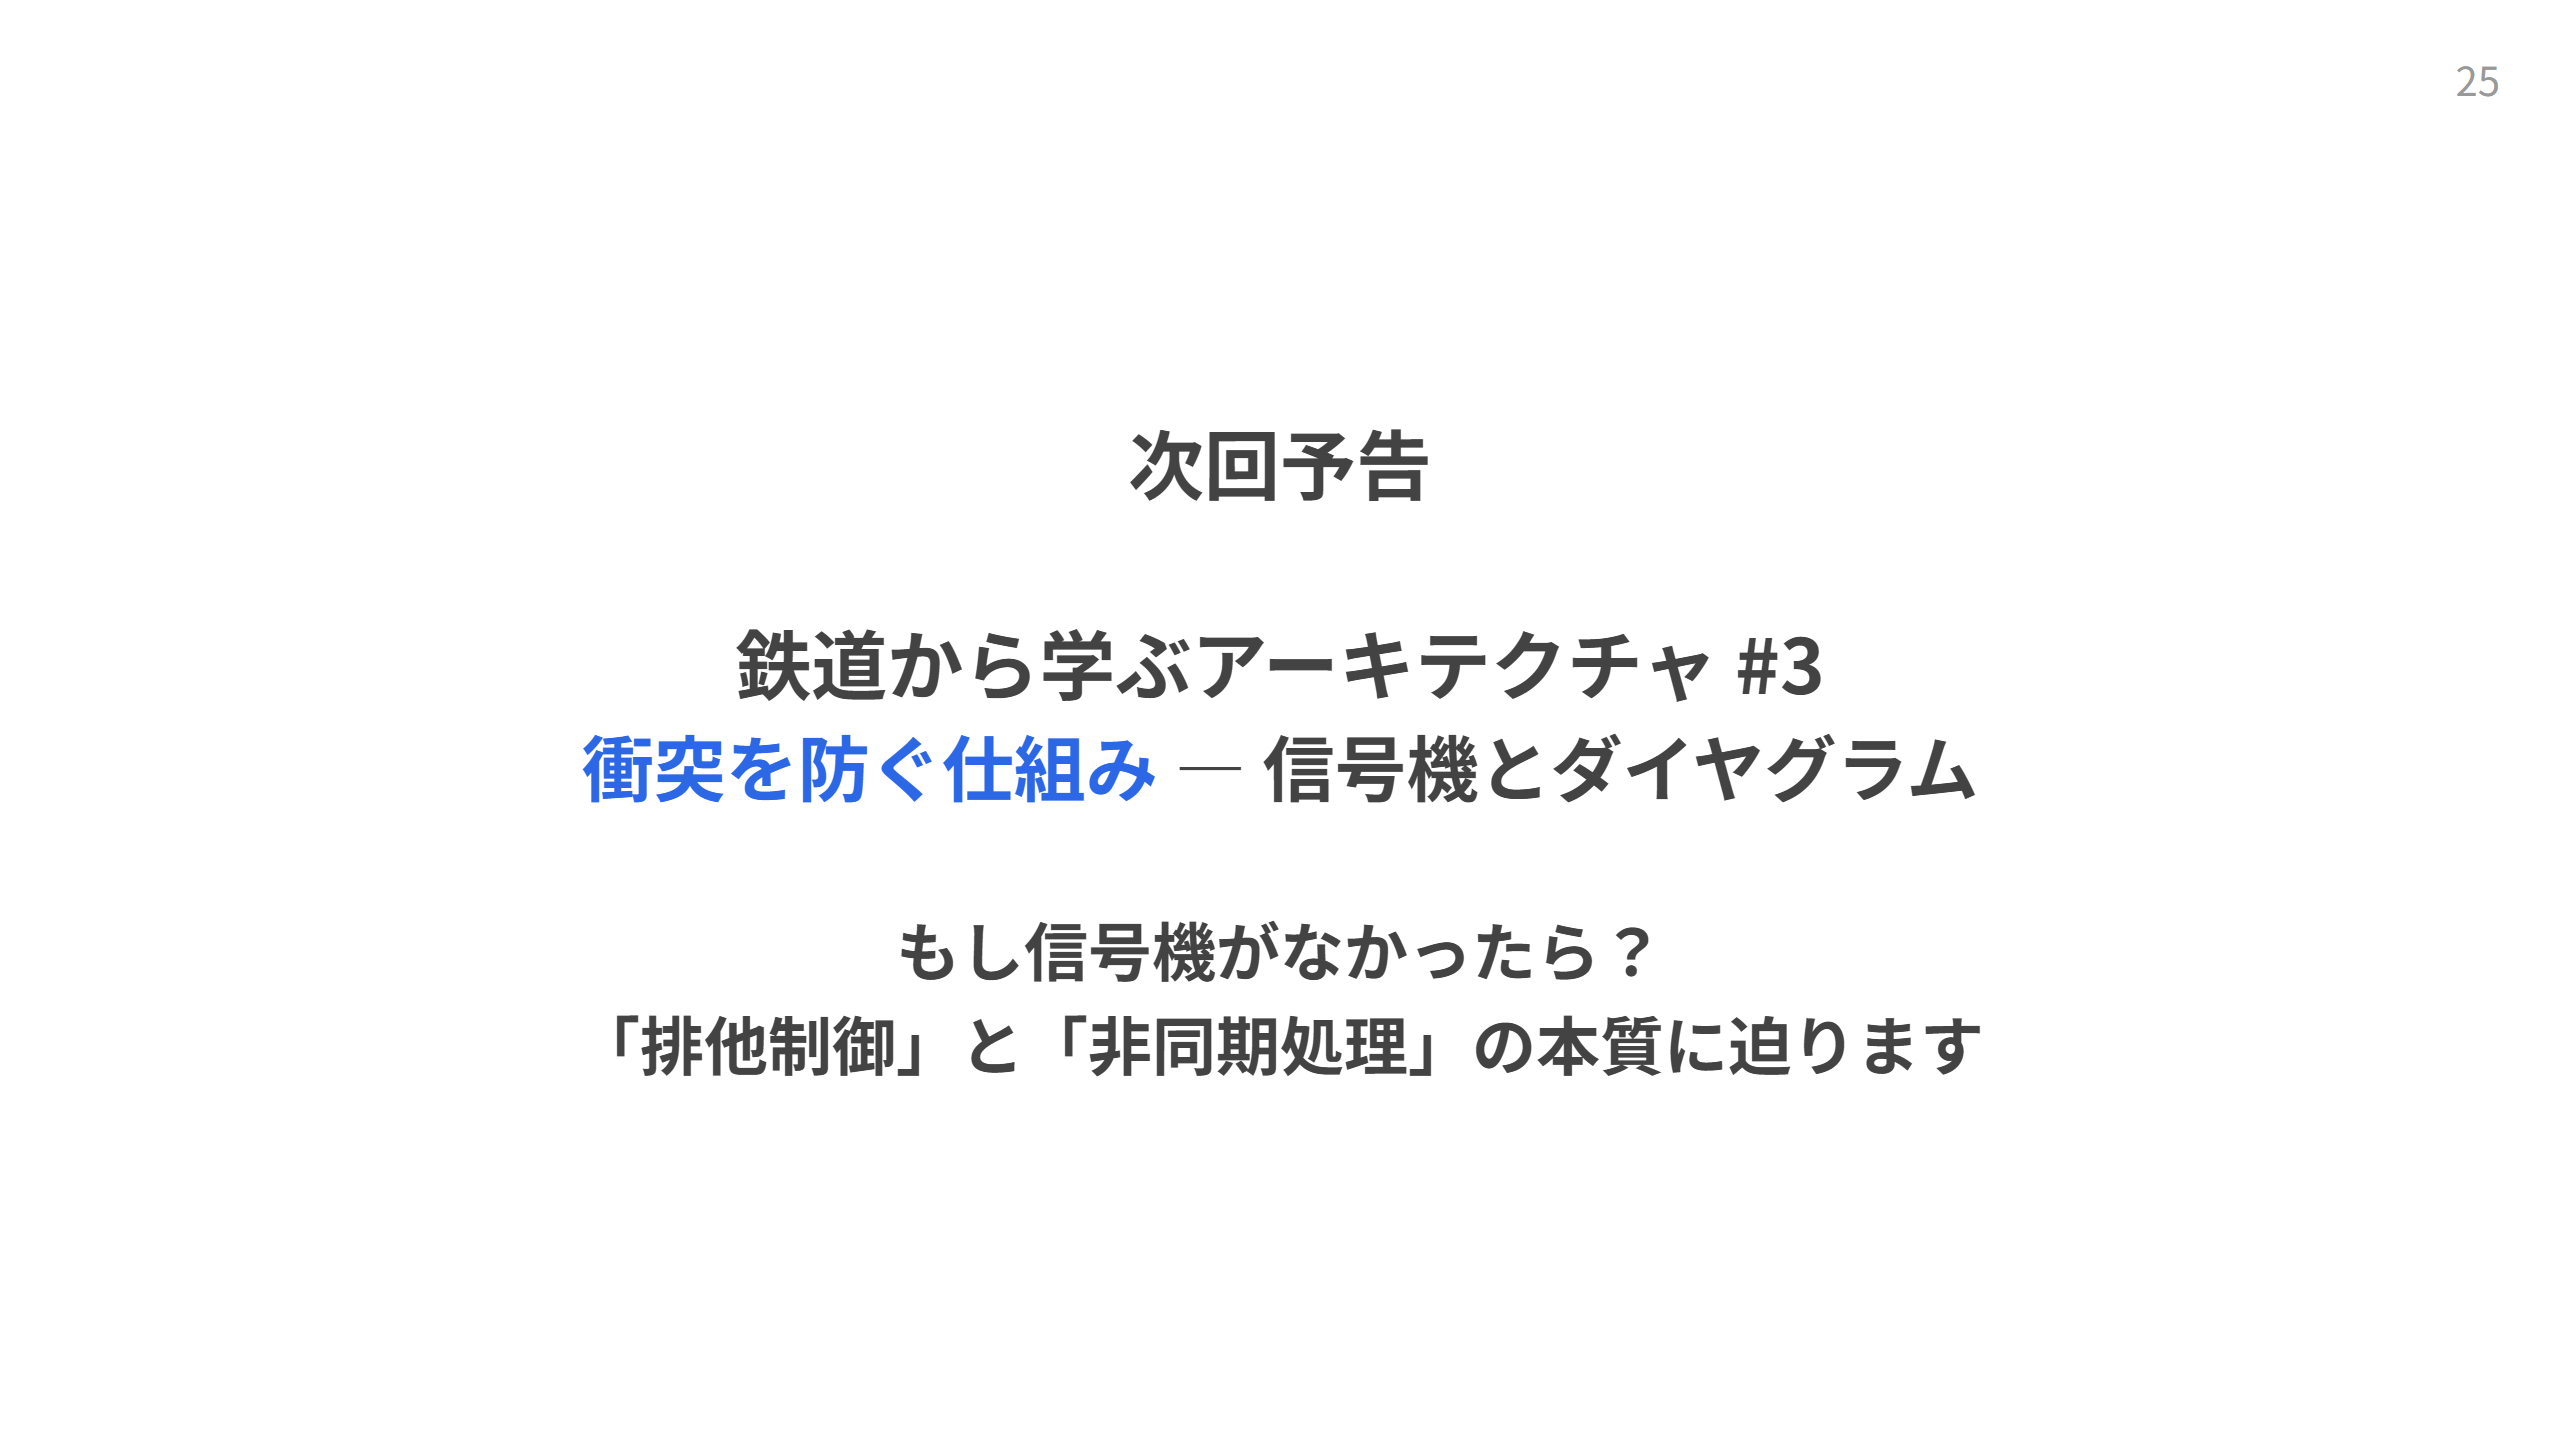 25
次回予告
鉄道から学ぶアーキテクチャ #3
衝突を防ぐ仕組み — 信号機とダイヤグラム
もし信号機がなかったら？
「排他制御」と「非同期処理」の本質に迫ります